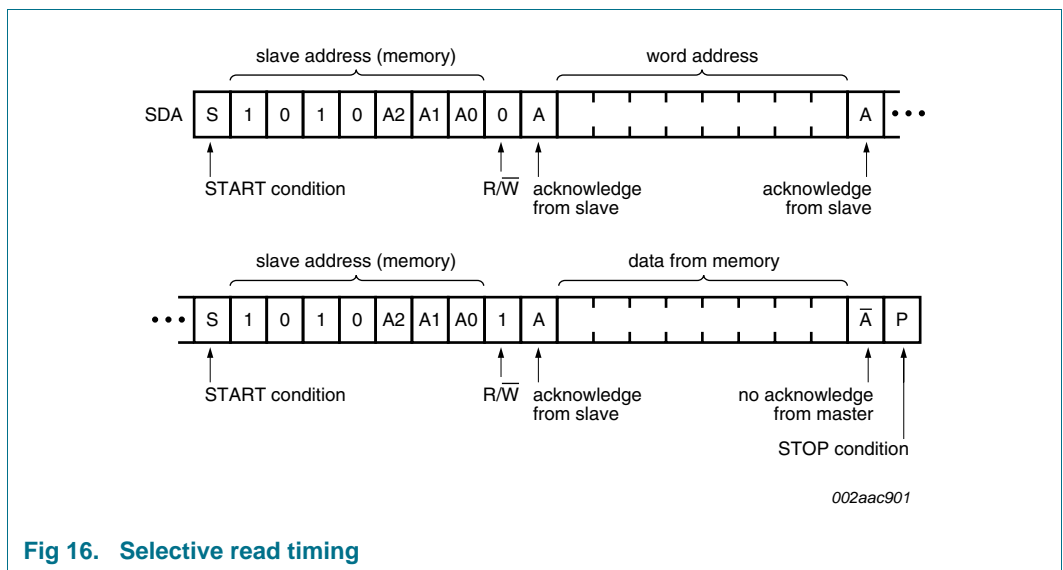 slave address (memory) word address
SDA S 1 0 1 0 A2 A1 A0 0 A A •••
START condition R/W̅ acknowledge from slave acknowledge from slave
slave address (memory) data from memory
••• S 1 0 1 0 A2 A1 A0 1 A A̅ P
START condition R/W̅ acknowledge from slave no acknowledge from master
STOP condition
002aac901
Fig 16. Selective read timing